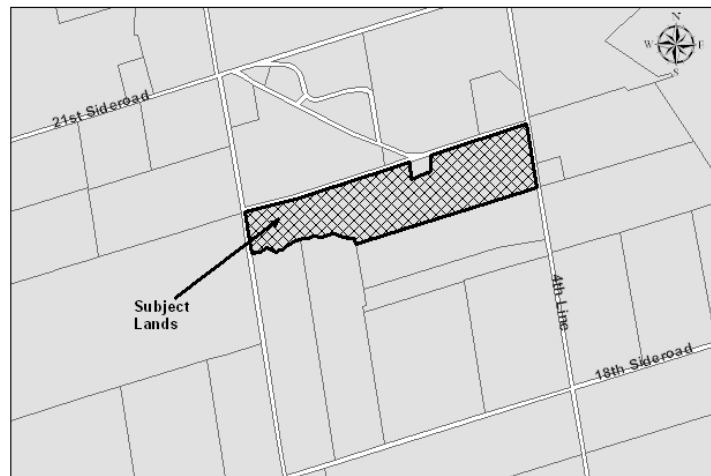 N
W E
S
21st Sideroad
Subject
Lands
4th Line
18th Sideroad